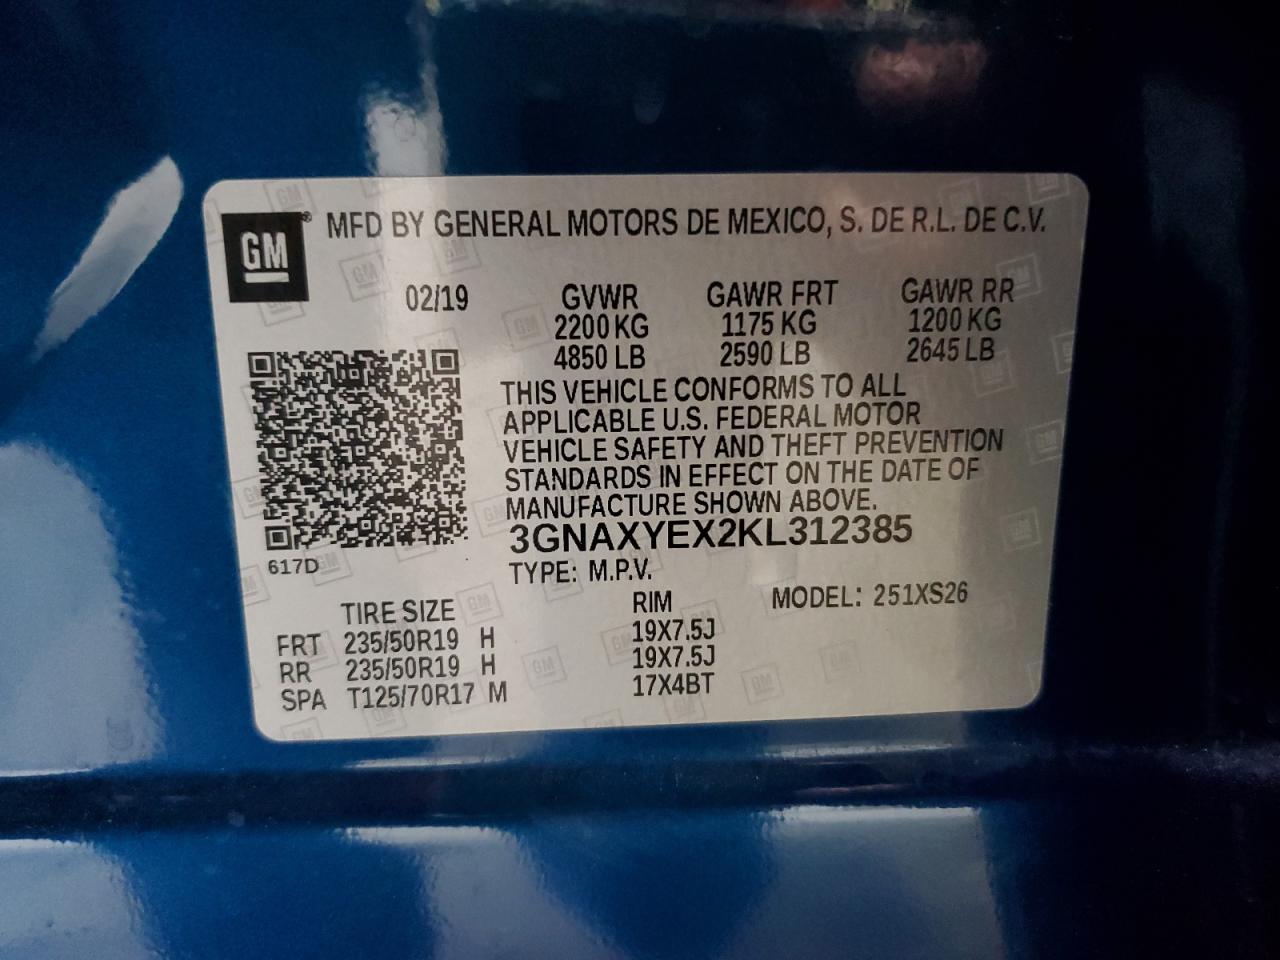 GM ® MFD BY GENERAL MOTORS DE MEXICO, S. DE R.L. DE C.V.
02/19 GVWR GAWR FRT GAWR RR
2200 KG 1175 KG 1200 KG
4850 LB 2590 LB 2645 LB
THIS VEHICLE CONFORMS TO ALL
APPLICABLE U.S. FEDERAL MOTOR
VEHICLE SAFETY AND THEFT PREVENTION
STANDARDS IN EFFECT ON THE DATE OF
MANUFACTURE SHOWN ABOVE.
3GNAXYEX2KL312385
617D
TYPE: M.P.V.
TIRE SIZE RIM MODEL: 251XS26
FRT 235/50R19 H 19X7.5J
RR 235/50R19 H 19X7.5J
SPA T125/70R17 M 17X4BT